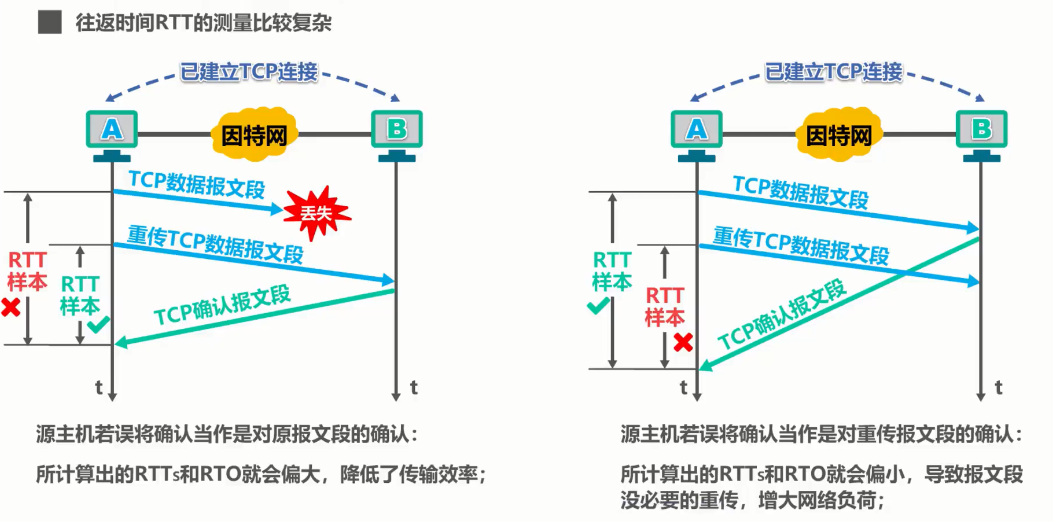 往返时间RTT的测量比较复杂
已建立TCP连接
A
因特网
B
TCP数据报文段
丢失
重传TCP数据报文段
RTT
样本
RTT
样本
TCP确认报文段
t
t
源主机若误将确认当作是对原报文段的确认：
所计算出的RTTs和RTO就会偏大，降低了传输效率；
已建立TCP连接
A
因特网
B
TCP数据报文段
重传TCP数据报文段
RTT
样本
RTT
样本
TCP确认报文段
t
t
源主机若误将确认当作是对重传报文段的确认：
所计算出的RTTs和RTO就会偏小，导致报文段
没必要的重传，增大网络负荷；